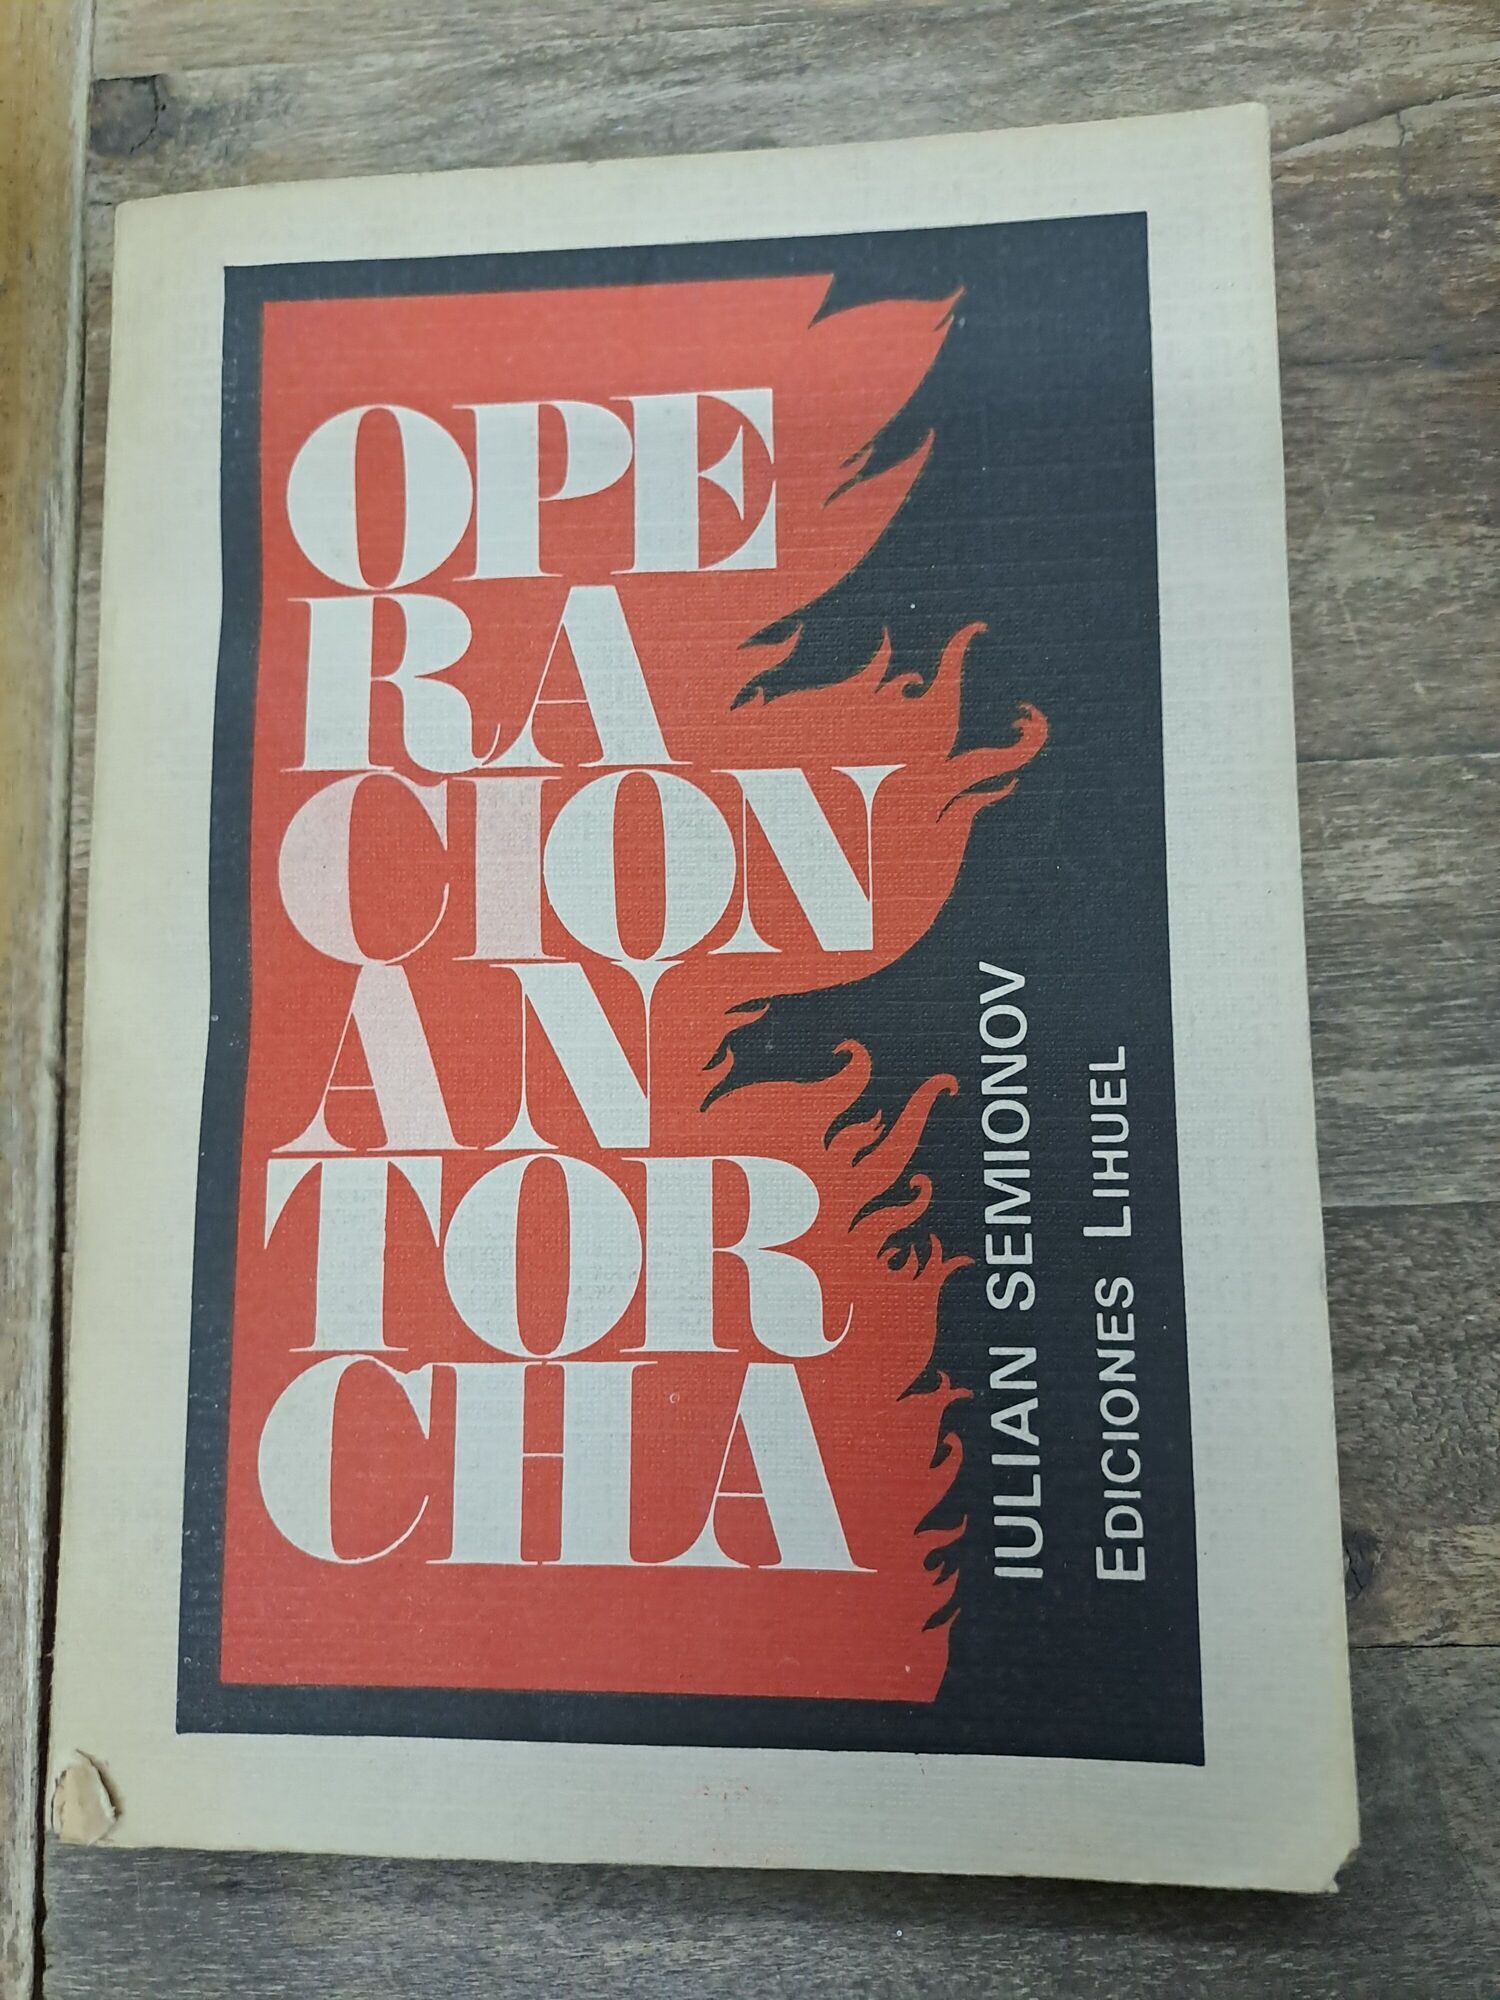 OPE
RA
CION
AN
TOR
CHA
IULIAN SEMIONOV
EDICIONES LIHUEL